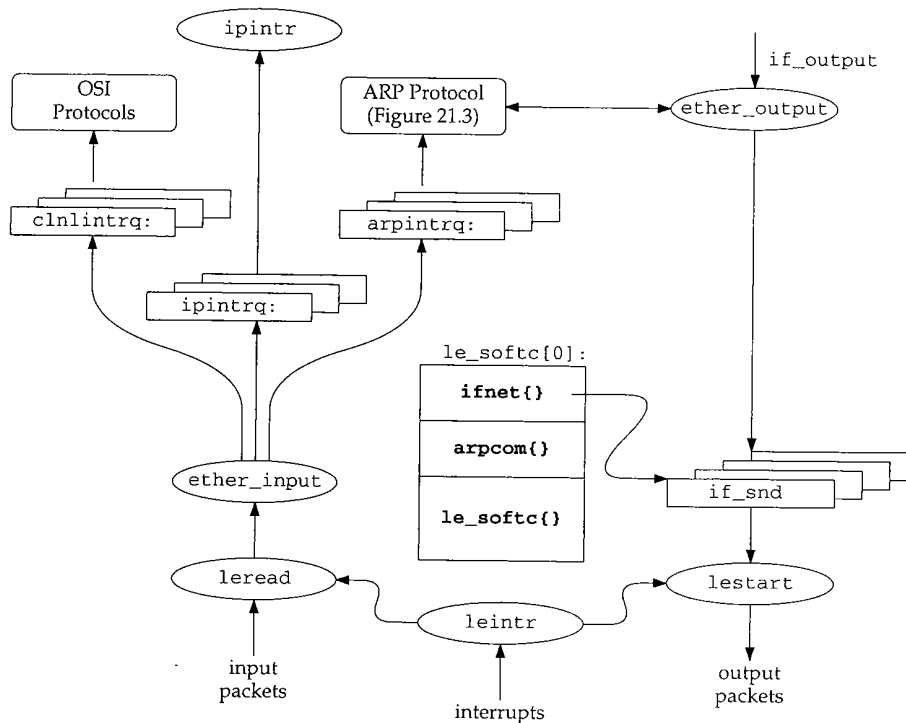 ipintr
if_output
OSI
Protocols
ARP Protocol
(Figure 21.3)
ether_output
clnlintrq:
arpintrq:
ipintrq:
le_softc[0]:
ifnet{}
arpcom{}
le_softc{}
ether_input
if_snd
leread
lestart
leintr
input
packets
output
packets
interrupts